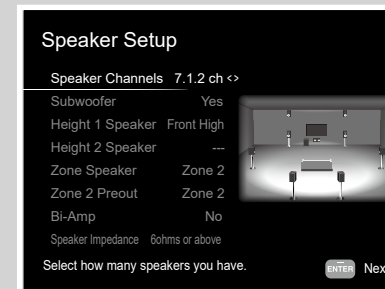 Speaker Setup
Speaker Channels 7.1.2 ch <>
Subwoofer Yes
Height 1 Speaker Front High
Height 2 Speaker ---
Zone Speaker Zone 2
Zone 2 Preout Zone 2
Bi-Amp No
Speaker Impedance 6ohms or above
Select how many speakers you have.
ENTER Nex